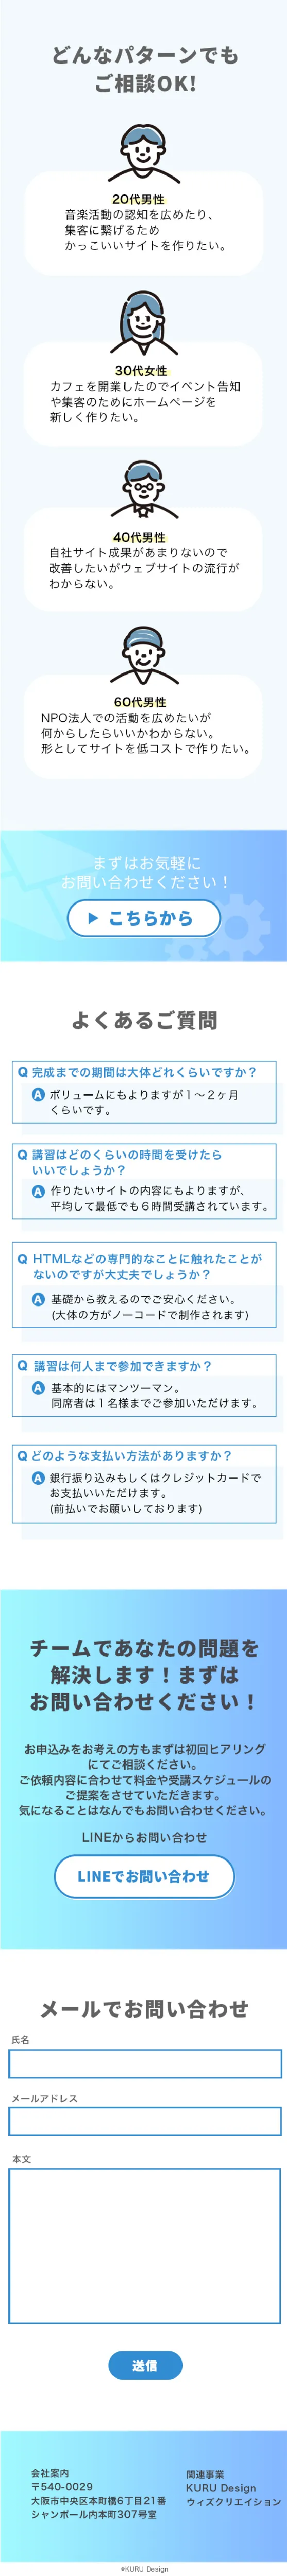 どんなパターンでも
ご相談OK!
20代男性
音楽活動の認知を広めたり、
集客に繋げるため
かっこいいサイトを作りたい。
30代女性
カフェを開業したのでイベント告知
や集客のためにホームページを
新しく作りたい。
40代男性
自社サイト成果があまりないので
改善したいがウェブサイトの流行が
わからない。
60代男性
NPO法人での活動を広めたいが
何からしたらいいかわからない。
形としてサイトを低コストで作りたい。
まずはお気軽に
お問い合わせください！
▶ こちらから
よくあるご質問
Q 完成までの期間は大体どれくらいですか？
A ボリュームにもよりますが１〜２ヶ月
くらいです。
Q 講習はどのくらいの時間を受けたら
いいでしょうか？
A 作りたいサイトの内容にもよりますが、
平均して最低でも６時間受講されています。
Q HTMLなどの専門的なことに触れたことが
ないのですが大丈夫でしょうか？
A 基礎から教えるのでご安心ください。
(大体の方がノーコードで制作されます)
Q 講習は何人まで参加できますか？
A 基本的にはマンツーマン。
同席者は１名様までご参加いただけます。
Q どのような支払い方法がありますか？
A 銀行振り込みもしくはクレジットカードで
お支払いいただけます。
(前払いでお願いしております)
チームであなたの問題を
解決します！まずは
お問い合わせください！
お申込みをお考えの方もまずは初回ヒアリング
にてご相談ください。
ご依頼内容に合わせて料金や受講スケジュールの
ご提案をさせていただきます。
気になることはなんでもお問い合わせください。
LINEからお問い合わせ
LINEでお問い合わせ
メールでお問い合わせ
氏名
メールアドレス
本文
送信
会社案内
〒540-0029
大阪市中央区本町橋6丁目21番
シャンボール内本町307号室
関連事業
KURU Design
ウィズクリエイション
©KURU Design